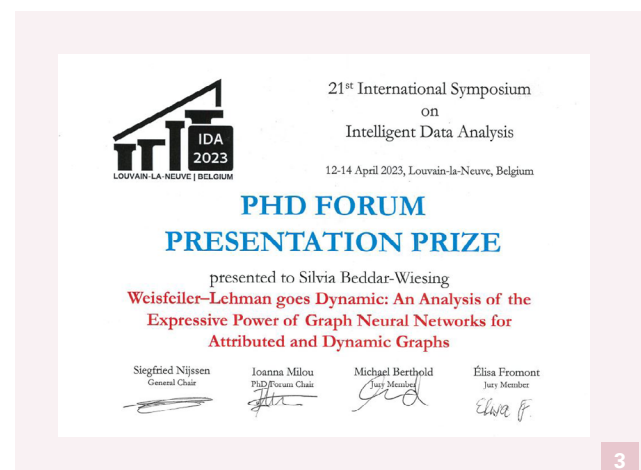 21st International Symposium
on
Intelligent Data Analysis
IDA
2023
LOUVAIN-LA-NEUVE | BELGIUM
12-14 April 2023, Louvain-la-Neuve, Belgium
PHD FORUM
PRESENTATION PRIZE
presented to Silvia Beddar-Wiesing
Weisfeiler–Lehman goes Dynamic: An Analysis of the
Expressive Power of Graph Neural Networks for
Attributed and Dynamic Graphs
Siegfried Nijssen Ioanna Milou Michael Berthold Élisa Fromont
General Chair PhD Forum Chair Jury Member Jury Member
3